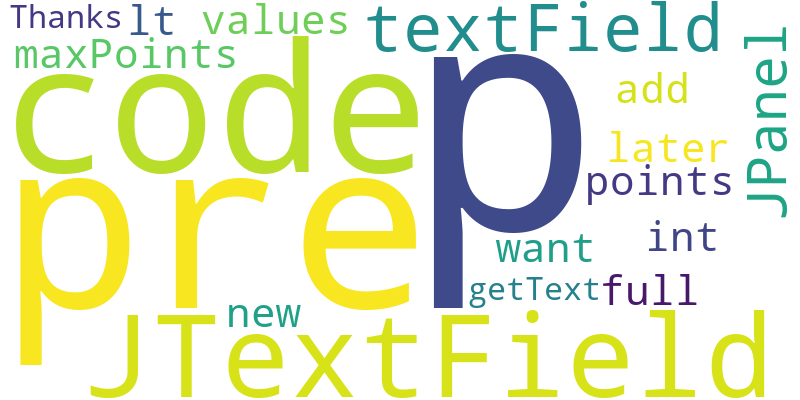 Thanks lt values textField
maxPoints
code p add JPanel
later
pre points
want int
getText full
new
JTextField